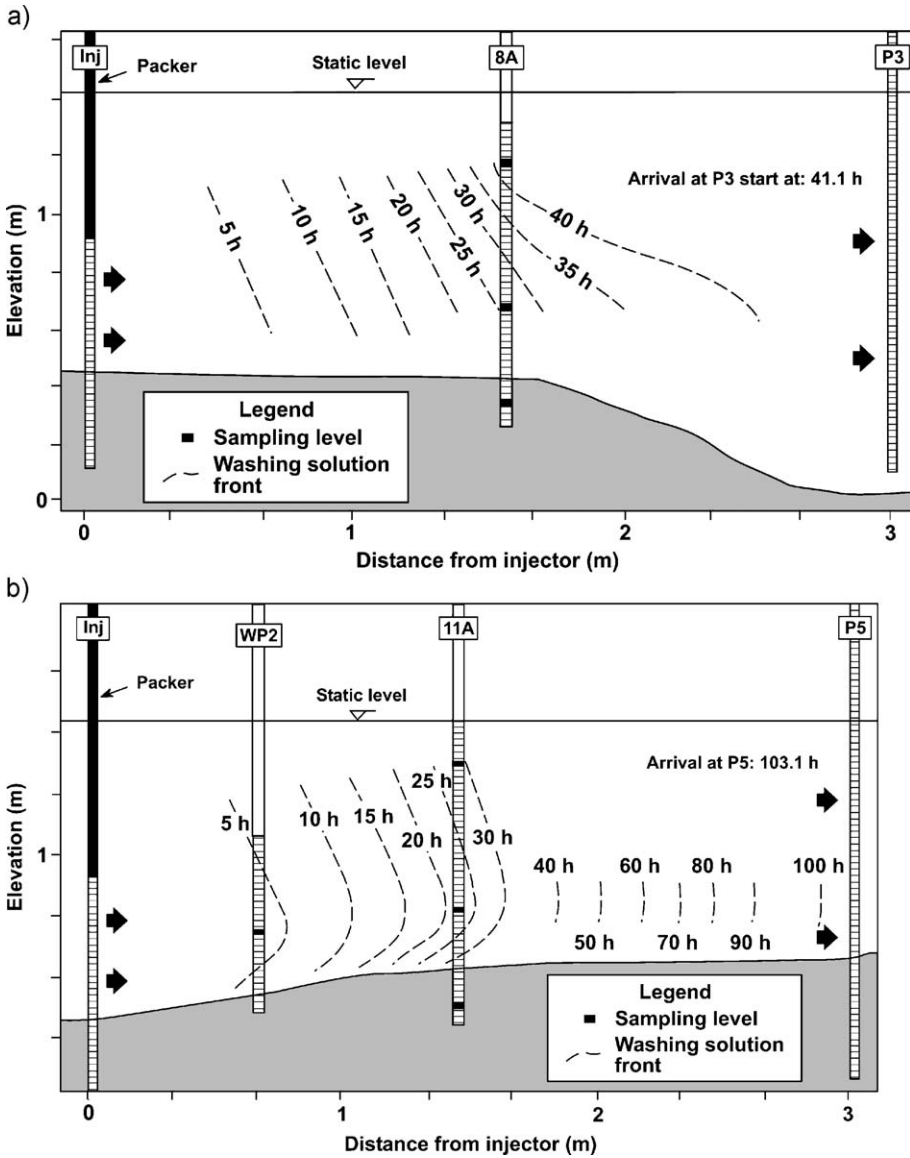 a)
Inj
Packer
Static level
8A
P3
Arrival at P3 start at: 41.1 h
5 h
10 h
15 h
20 h
25 h
30 h
35 h
40 h
Elevation (m)
1
0
Legend
Sampling level
Washing solution
front
0
1
2
3
Distance from injector (m)
b)
Inj
WP2
11A
P5
Packer
Static level
Arrival at P5: 103.1 h
5 h
10 h
15 h
20 h
25 h
30 h
40 h
60 h
80 h
100 h
50 h
70 h
90 h
Elevation (m)
1
Legend
Sampling level
Washing solution
front
0
1
2
3
Distance from injector (m)